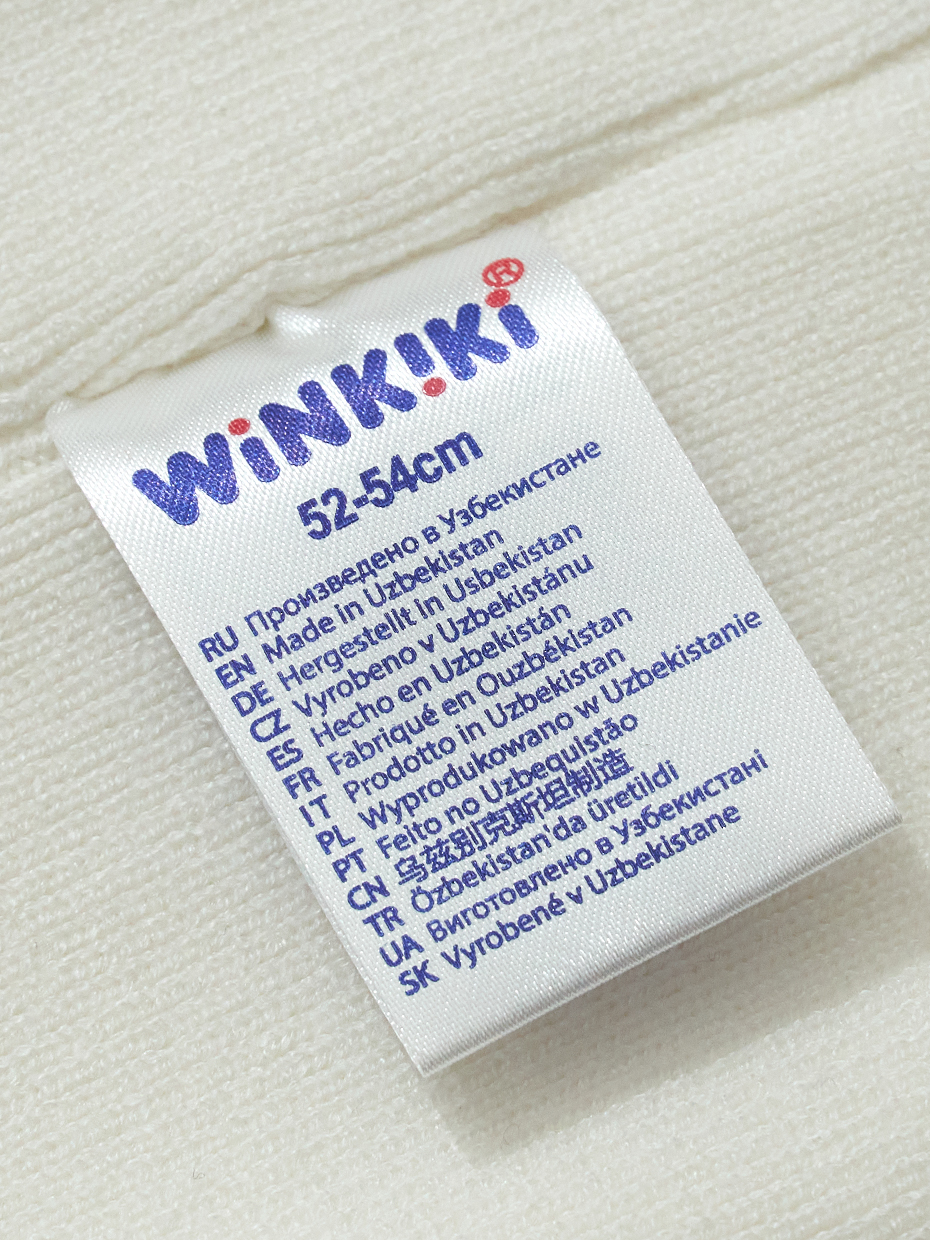 WiNK!Ki®
52-54cm
RU Произведено в Узбекистане
EN Made in Uzbekistan
DE Hergestellt in Usbekistan
CZ Vyrobeno v Uzbekistánu
ES Hecho en Uzbekistán
FR Fabriqué en Ouzbékistan
IT Prodotto in Uzbekistan
PL Wyprodukowano w Uzbekistanie
PT Feito no Uzbequistão
CN 乌兹别克斯坦制造
TR Özbekistan'da üretildi
UA Виготовлено в Узбекистані
SK Vyrobené v Uzbekistane